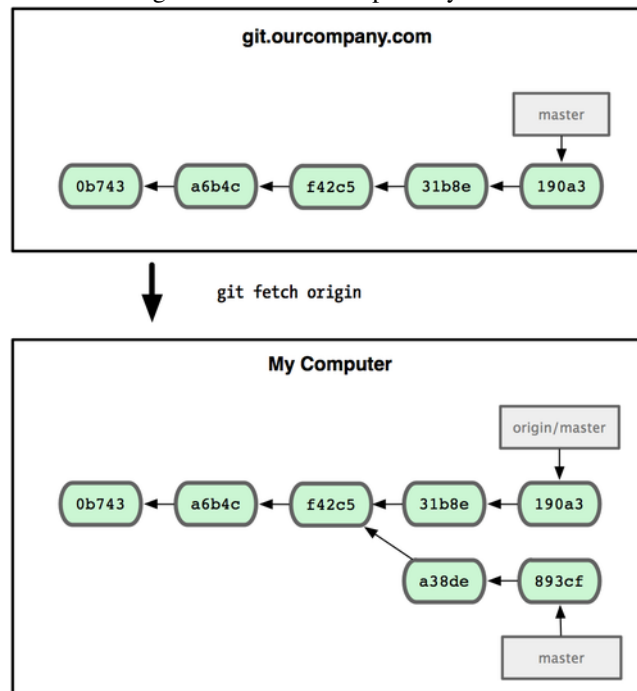 git.ourcompany.com
master
0b743 a6b4c f42c5 31b8e 190a3
git fetch origin
My Computer
origin/master
0b743 a6b4c f42c5 31b8e 190a3
a38de 893cf
master